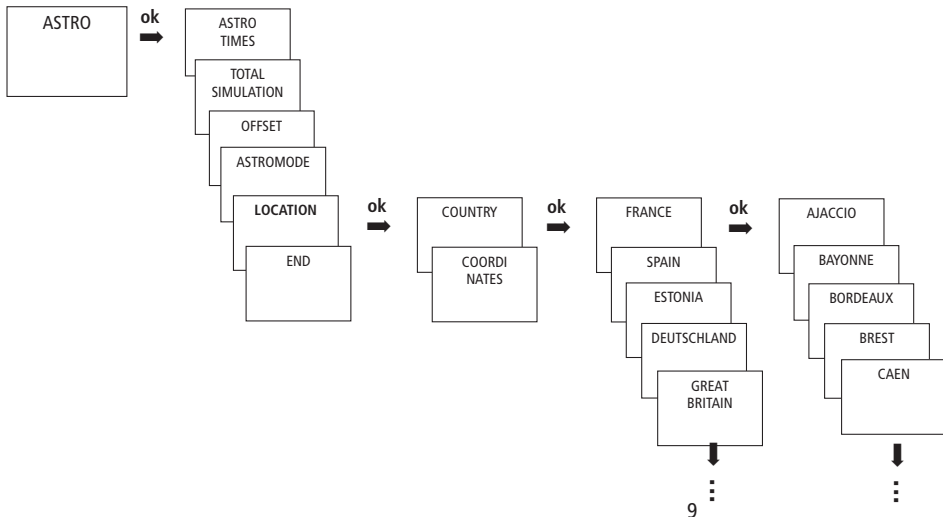 ASTRO
ok
ASTRO
TIMES
TOTAL
SIMULATION
OFFSET
ASTROMODE
LOCATION
END
ok
COUNTRY
COORDI
NATES
ok
FRANCE
SPAIN
ESTONIA
DEUTSCHLAND
GREAT
BRITAIN
ok
AJACCIO
BAYONNE
BORDEAUX
BREST
CAEN
9